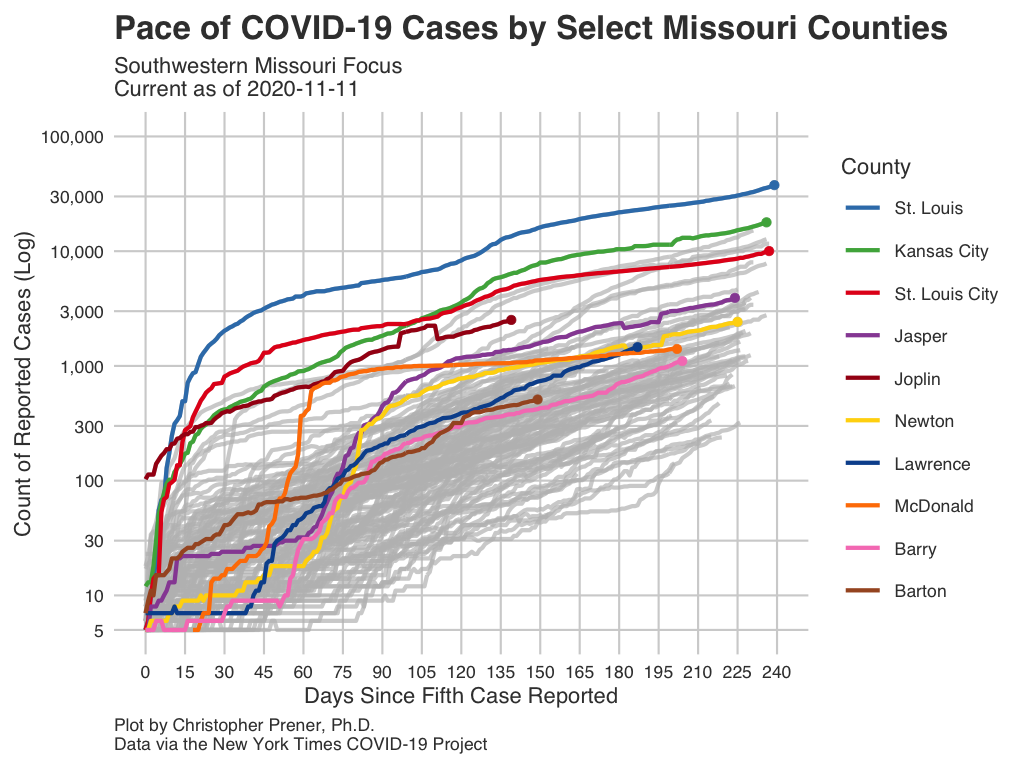 Pace of COVID-19 Cases by Select Missouri Counties
Southwestern Missouri Focus
Current as of 2020-11-11
Count of Reported Cases (Log)
100,000
30,000
10,000
3,000
1,000
300
100
30
10
5
0 15 30 45 60 75 90 105 120 135 150 165 180 195 210 225 240
Days Since Fifth Case Reported
County
St. Louis
Kansas City
St. Louis City
Jasper
Joplin
Newton
Lawrence
McDonald
Barry
Barton
Plot by Christopher Prener, Ph.D.
Data via the New York Times COVID-19 Project